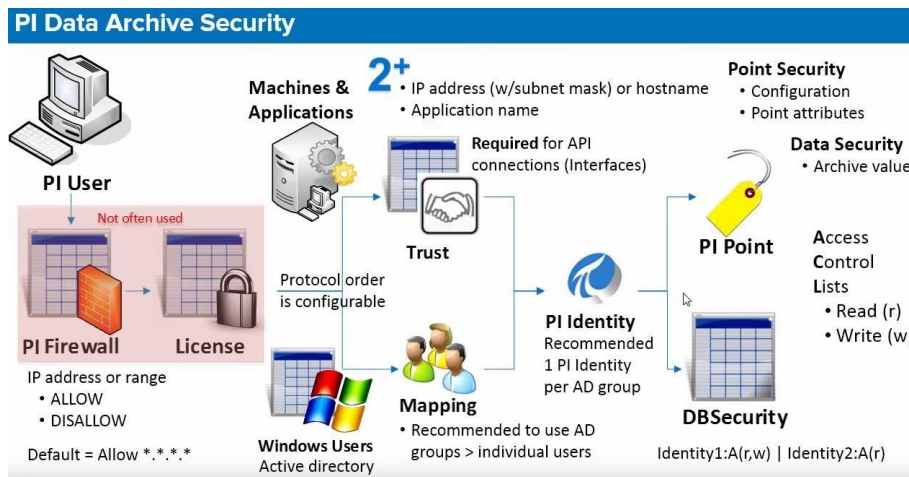 PI Data Archive Security
PI User
Not often used
PI Firewall
License
IP address or range
• ALLOW
• DISALLOW
Default = Allow *.*.*.*
Machines &
Applications
2+
• IP address (w/subnet mask) or hostname
• Application name
Required for API
connections (Interfaces)
Trust
Protocol order
is configurable
Windows Users
Active directory
Mapping
• Recommended to use AD
groups > individual users
PI Identity
Recommended
1 PI Identity
per AD group
Point Security
• Configuration
• Point attributes
Data Security
• Archive value
PI Point
Access
Control
Lists
• Read (r)
• Write (w
DBSecurity
Identity1:A(r,w) | Identity2:A(r)